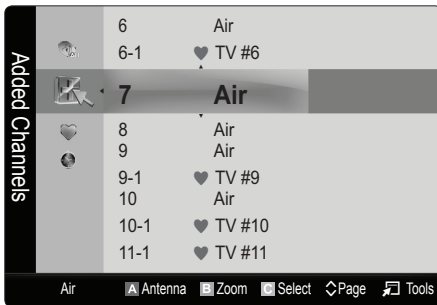 Added Channels
6 Air
6-1 ♥ TV #6
7 Air
8 Air
9 Air
9-1 ♥ TV #9
10 Air
10-1 ♥ TV #10
11-1 ♥ TV #11
Air A Antenna B Zoom C Select Page Tools